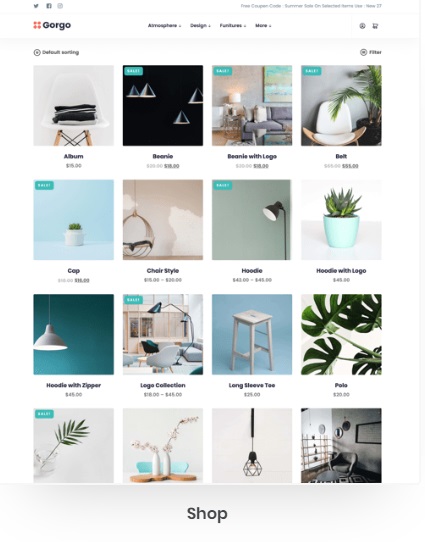 Free Coupon Code : Summer Sale On Selected Items Use : New 27
Gorgo
Atmosphere Design Funitures More
Default sorting
Filter
SALE! SALE! SALE!
Album Beanie Beanie with Logo Belt
$15.00 $20.00 $18.00 $20.00 $18.00 $55.00
SALE! SALE!
Cap Chair Style Hoodie Hoodie with Logo
$16.00 $15.00 – $20.00 $42.00 – $45.00 $45.00
Hoodie with Zipper Logo Collection Long Sleeve Tee Polo
SALE!
$45.00 $18.00 – $45.00 $25.00 $20.00
SALE!
Shop